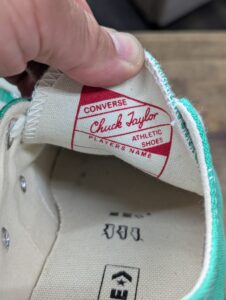 CONVERSE
Chuck Taylor
ATHLETIC
SHOES
PLAYERS NAME